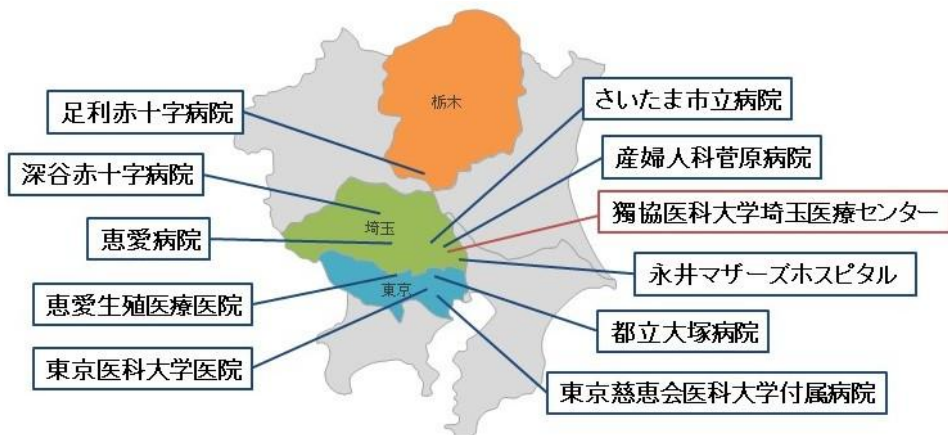 栃木
足利赤十字病院
さいたま市立病院
深谷赤十字病院
産婦人科菅原病院
獨協医科大学埼玉医療センター
埼玉
恵愛病院
永井マザーズホスピタル
恵愛生殖医療医院
東京
都立大塚病院
東京医科大学医院
東京慈恵会医科大学付属病院